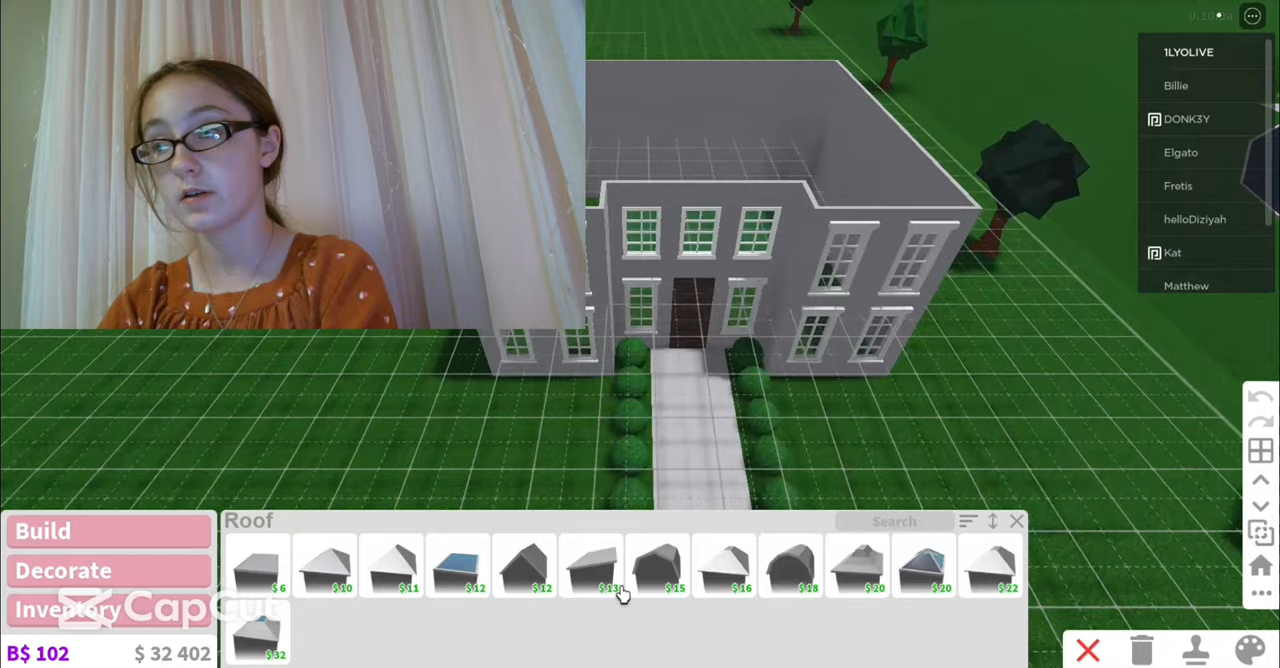 1LYOLIVE
Billie
DONK3Y
Elgato
Fretis
helloDiziyah
Kat
Matthew
Roof
Search
Build
Decorate
Inventory
CapCut
$6
$10
$11
$12
$12
$13
$15
$16
$18
$20
$20
$22
$32
B$ 102
$ 32 402